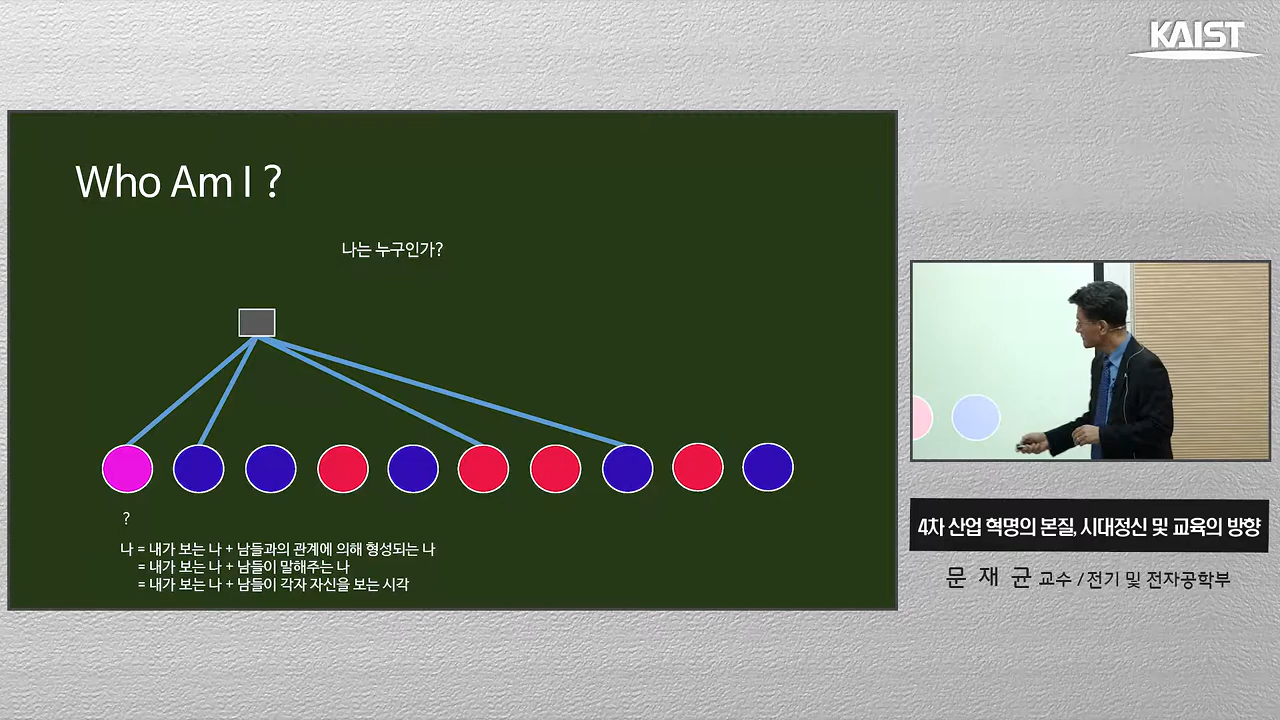 KAIST
Who Am I ?
나는 누구인가?
?
나 = 내가 보는 나 + 남들과의 관계에 의해 형성되는 나
= 내가 보는 나 + 남들이 말해주는 나
= 내가 보는 나 + 남들이 각자 자신을 보는 시각
4차 산업 혁명의 본질, 시대정신 및 교육의 방향
문 재 균 교수 / 전기 및 전자공학부